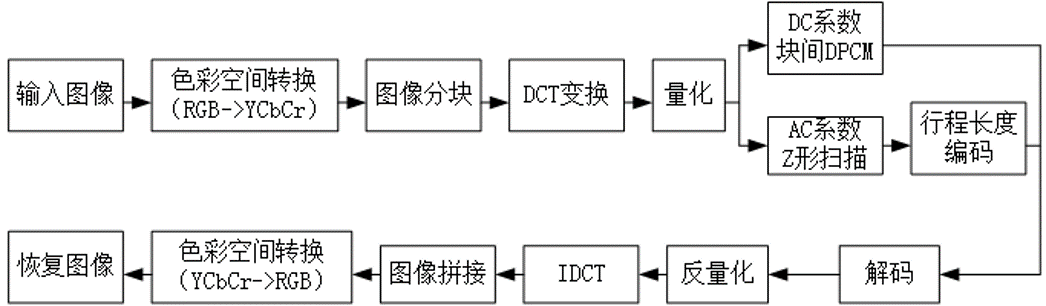 输入图像
色彩空间转换
(RGB->YCbCr)
图像分块
DCT变换
量化
DC系数
块间DPCM
AC系数
Z形扫描
行程长度
编码
恢复图像
色彩空间转换
(YCbCr->RGB)
图像拼接
IDCT
反量化
解码